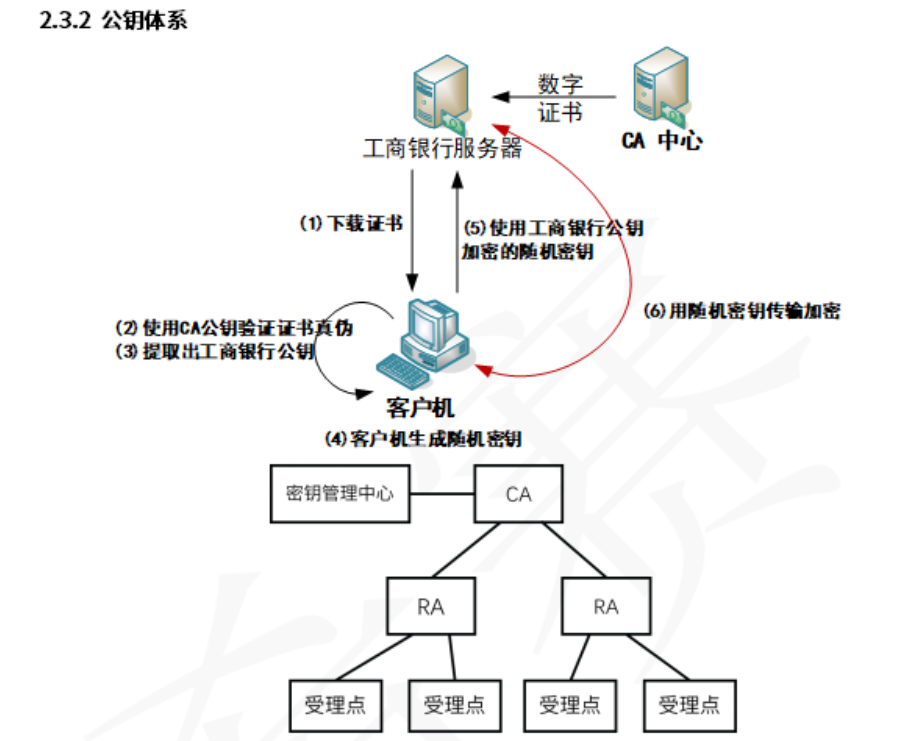 2.3.2 公钥体系
数字
证书
CA 中心
工商银行服务器
(1)下载证书
(5)使用工商银行公钥
加密的随机密钥
(6)用随机密钥传输加密
(2)使用CA公钥验证证书真伪
(3)提取出工商银行公钥
客户机
(4)客户机生成随机密钥
密钥管理中心
CA
RA
RA
受理点
受理点
受理点
受理点